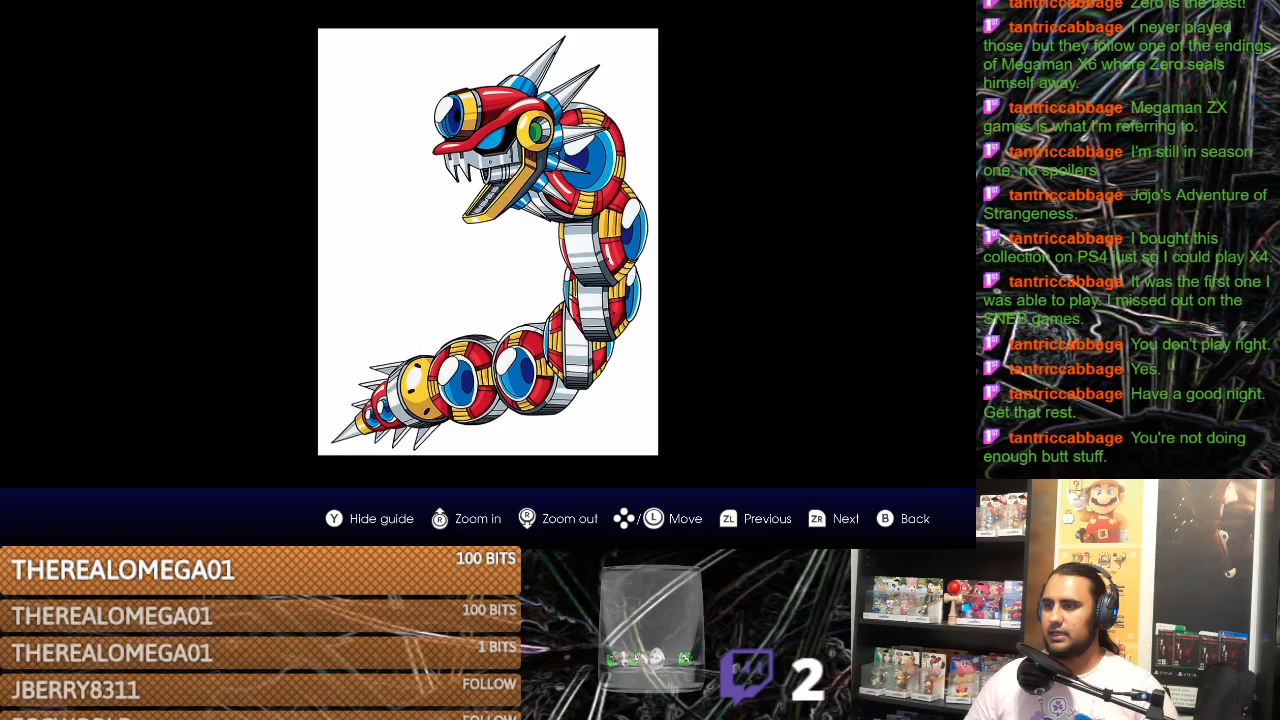 tantriccabbage Zero is the best!
tantriccabbage I never played
those, but they follow one of the endings
of Megaman X6 where Zero seals
himself away.
tantriccabbage Megaman ZX
games is what I'm referring to.
tantriccabbage I'm still in season
one, no spoilers.
tantriccabbage Jojo's Adventure of
Strangeness.
tantriccabbage I bought this
collection on PS4 just so I could play X4.
tantriccabbage It was the first one I
was able to play. I missed out on the
SNES games.
tantriccabbage You don't play right.
tantriccabbage Yes.
tantriccabbage Have a good night.
Get that rest.
tantriccabbage You're not doing
enough butt stuff.
Y Hide guide R Zoom in R Zoom out / L Move ZL Previous ZR Next B Back
THEREALOMEGA01 100 BITS
THEREALOMEGA01 100 BITS
THEREALOMEGA01 1 BITS
JBERRY8311 FOLLOW
2